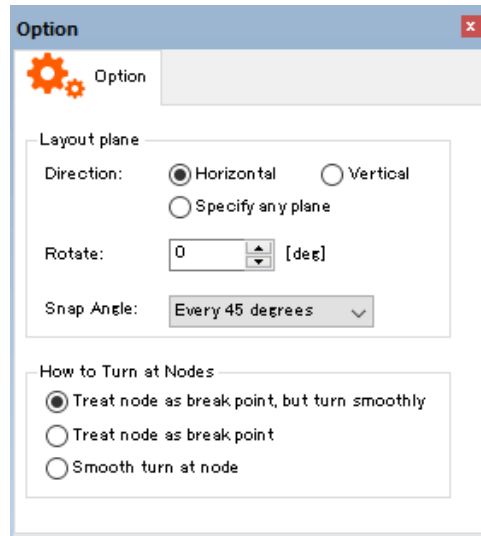 Option
Option
Layout plane
Direction: Horizontal Vertical
Specify any plane
Rotate: 0 [deg]
Snap Angle: Every 45 degrees
How to Turn at Nodes
Treat node as break point, but turn smoothly
Treat node as break point
Smooth turn at node